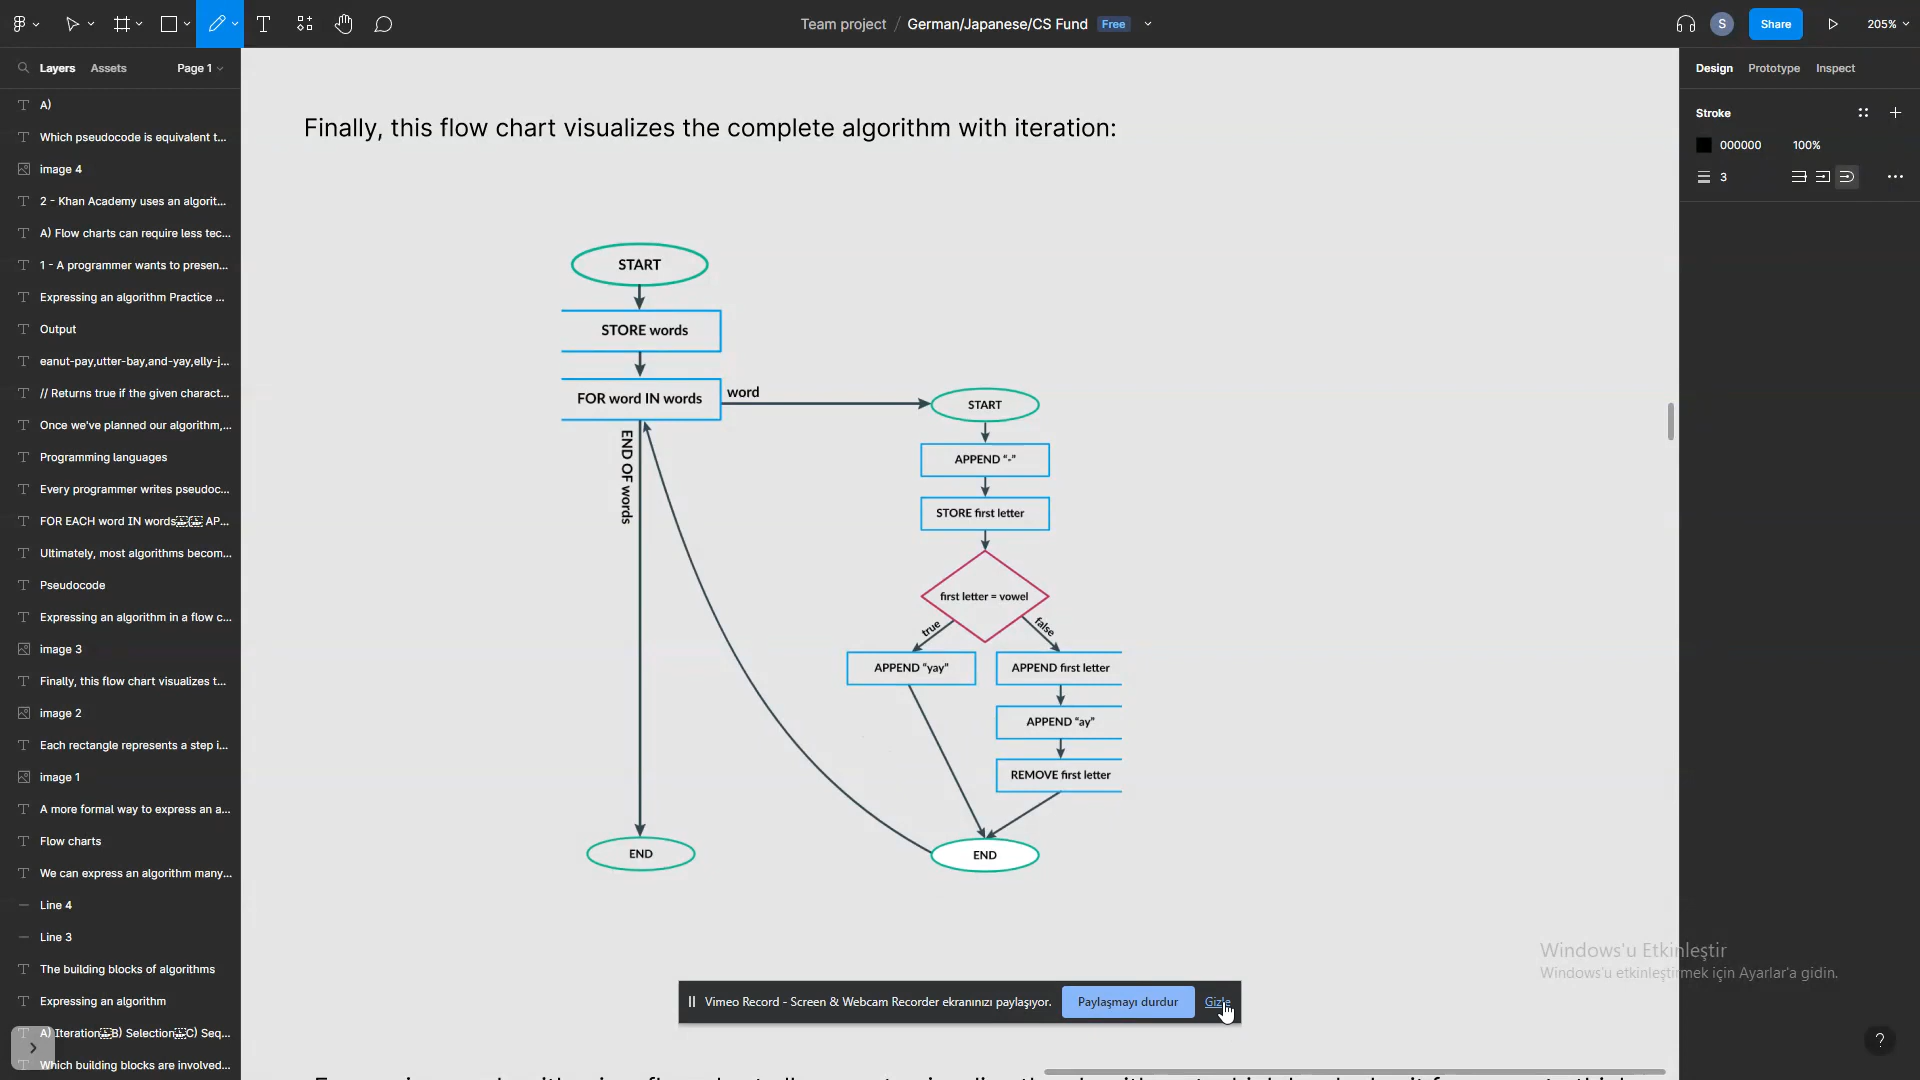 Team project / German/Japanese/CS Fund Free
S
Share
205%
Layers
Assets
Page 1
A)
Which pseudocode is equivalent t...
image 4
2 - Khan Academy uses an algorit...
A) Flow charts can require less tec...
1 - A programmer wants to presen...
Expressing an algorithm Practice ...
Output
eanut-pay,utter-bay,and-yay,elly-j...
// Returns true if the given charact...
Once we've planned our algorithm,...
Programming languages
Every programmer writes pseudoc...
FOR EACH word IN words AP...
Ultimately, most algorithms becom...
Pseudocode
Expressing an algorithm in a flow c...
image 3
Finally, this flow chart visualizes t...
image 2
Each rectangle represents a step i...
image 1
A more formal way to express an a...
Flow charts
We can express an algorithm many...
Line 4
Line 3
The building blocks of algorithms
Expressing an algorithm
A) Iteration B) Selection C) Seq...
Which building blocks are involved...
Finally, this flow chart visualizes the complete algorithm with iteration:
START
STORE words
FOR word IN words
word
END OF words
END
START
APPEND “-”
STORE first letter
first letter = vowel
true
false
APPEND “yay”
APPEND first letter
APPEND “ay”
REMOVE first letter
END
Vimeo Record - Screen & Webcam Recorder ekranınızı paylaşıyor.
Paylaşmayı durdur
Gizle
Design
Prototype
Inspect
Stroke
000000
100%
3
Windows'u Etkinleştir
Windows'u etkinleştirmek için Ayarlar'a gidin.
?